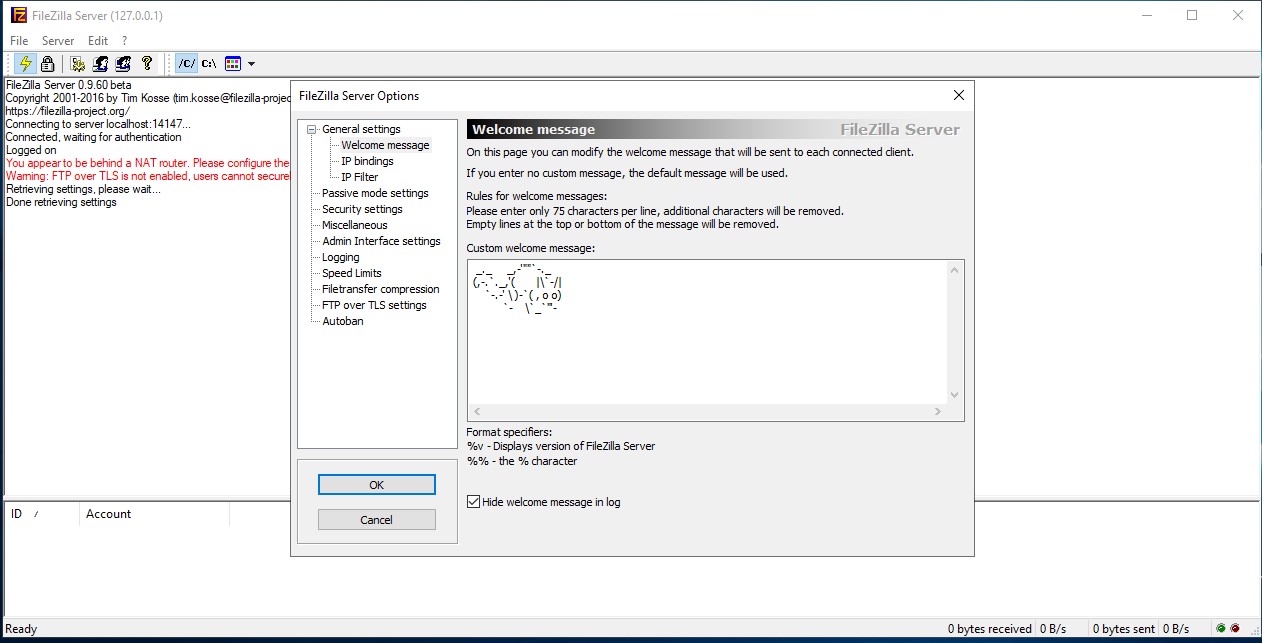 FileZilla Server (127.0.0.1)
File Server Edit ?
/C/ C:\
FileZilla Server 0.9.60 beta
Copyright 2001-2016 by Tim Kosse (tim.kosse@filezilla-projec
https://filezilla-project.org/
Connecting to server localhost:14147...
Connected, waiting for authentication
Logged on
You appear to be behind a NAT router. Please configure the
Warning: FTP over TLS is not enabled, users cannot securel
Retrieving settings, please wait...
Done retrieving settings
FileZilla Server Options
General settings
Welcome message
IP bindings
IP Filter
Passive mode settings
Security settings
Miscellaneous
Admin Interface settings
Logging
Speed Limits
Filetransfer compression
FTP over TLS settings
Autoban
OK
Cancel
Welcome message FileZilla Server
On this page you can modify the welcome message that will be sent to each connected client.
If you enter no custom message, the default message will be used.
Rules for welcome messages:
Please enter only 75 characters per line, additional characters will be removed.
Empty lines at the top or bottom of the message will be removed.
Custom welcome message:
 _._     _,-'""`-._
(,-.`._,'(       |\`-/|
    `-.-' \ )-`( , o o)
          `-    \`_`"'-
Format specifiers:
%v - Displays version of FileZilla Server
%% - the % character
Hide welcome message in log
ID / Account
Ready 0 bytes received 0 B/s 0 bytes sent 0 B/s